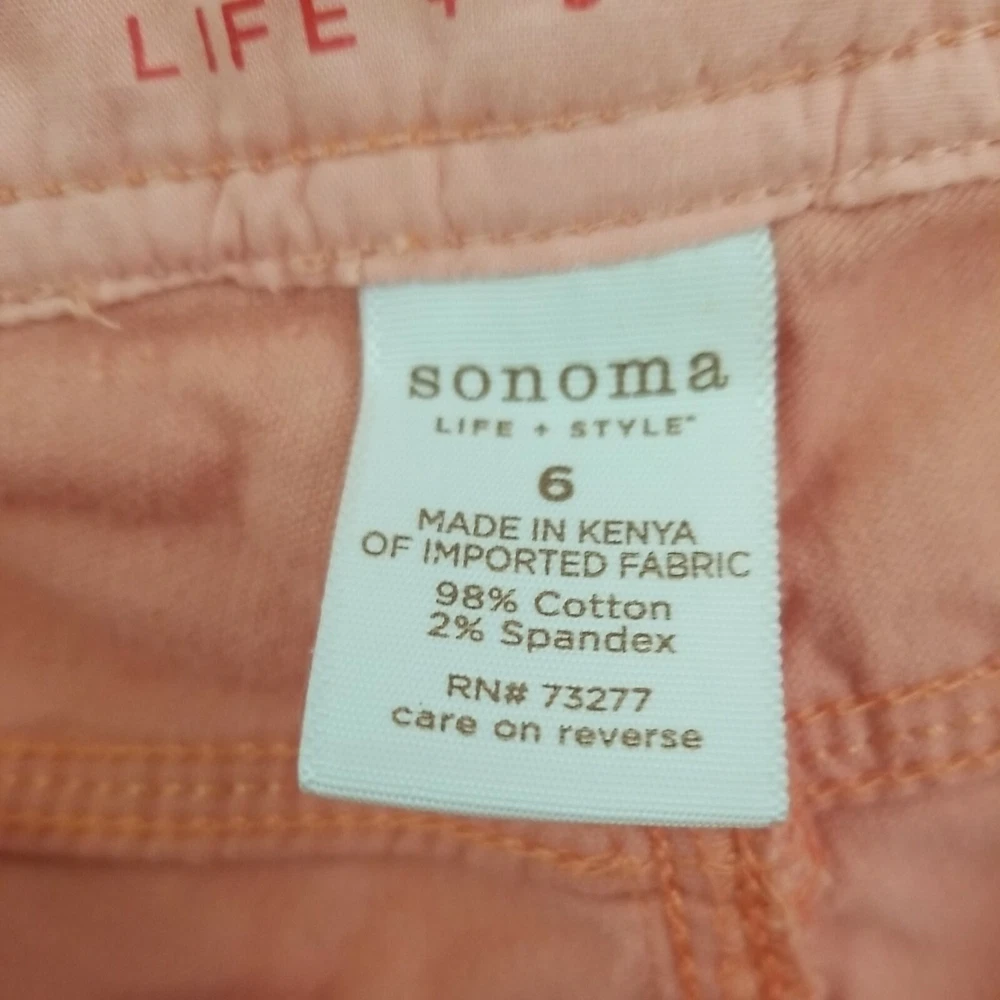 LIFE +
sonoma
LIFE + STYLE™
6
MADE IN KENYA
OF IMPORTED FABRIC
98% Cotton
2% Spandex
RN# 73277
care on reverse